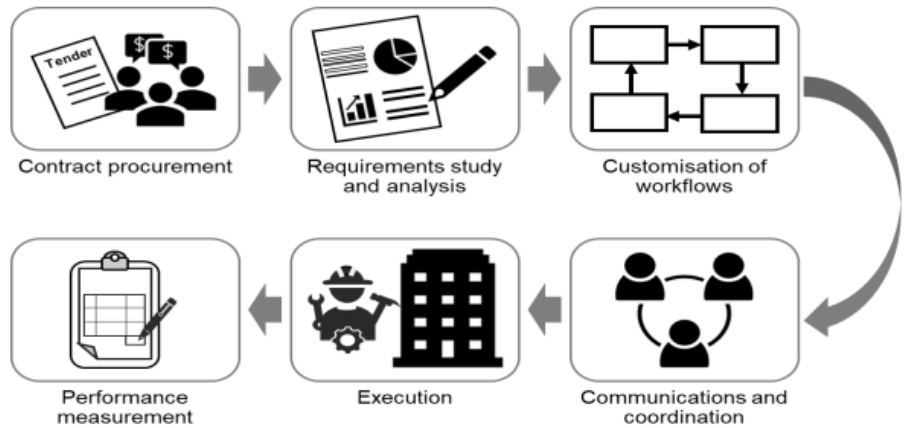 Tender
$
$
Contract procurement
Requirements study
and analysis
Customisation of
workflows
Performance
measurement
Execution
Communications and
coordination